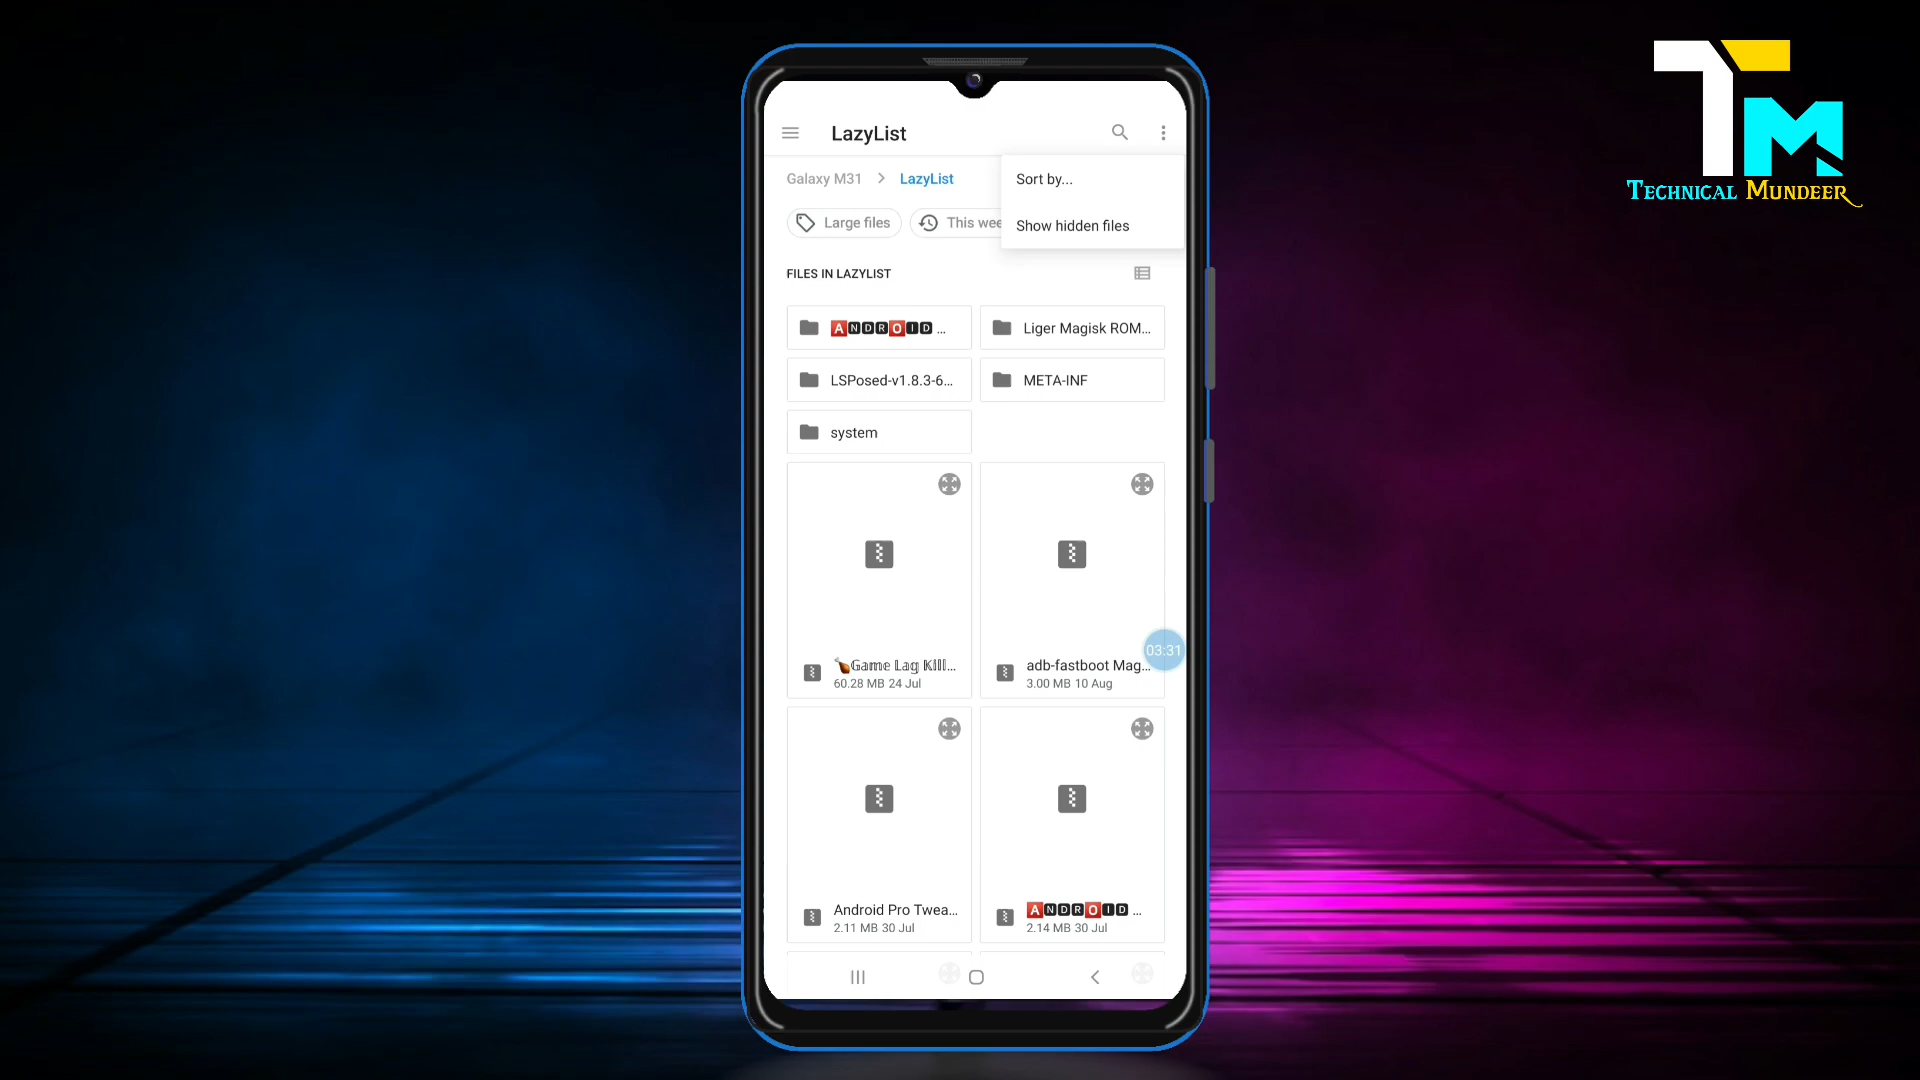 TECHNICAL MUNDEER
LazyList
Galaxy M31 > LazyList
Sort by...
Show hidden files
Large files
This wee
FILES IN LAZYLIST
🅰🅽🅳🆁🅾🅸🅳 ...
Liger Magisk ROM...
LSPosed-v1.8.3-6...
META-INF
system
🍗𝔾𝕒𝕞𝕖 𝕃𝕒𝕘 𝕂𝕚𝕝𝕝...
60.28 MB 24 Jul
adb-fastboot Mag...
3.00 MB 10 Aug
03:31
Android Pro Twea...
2.11 MB 30 Jul
🅰🅽🅳🆁🅾🅸🅳 ...
2.14 MB 30 Jul